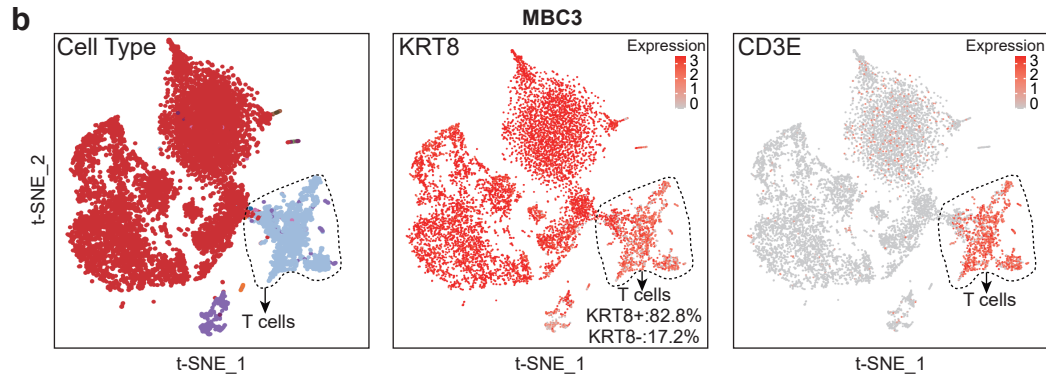 b
MBC3
Cell Type
T cells
t-SNE_2
t-SNE_1
KRT8
Expression
3
2
1
0
T cells
KRT8+:82.8%
KRT8-:17.2%
t-SNE_1
CD3E
Expression
3
2
1
0
T cells
t-SNE_1